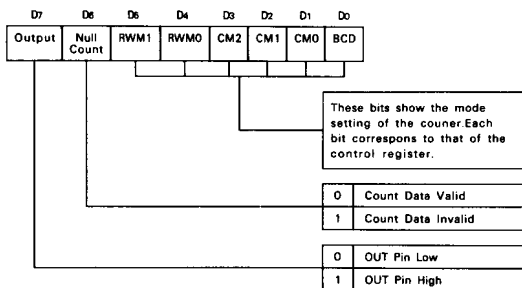 D7 D6 D5 D4 D3 D2 D1 D0
Output Null Count RWM1 RWM0 CM2 CM1 CM0 BCD
These bits show the mode
setting of the couner.Each
bit correspons to that of the
control register.
0 Count Data Valid
1 Count Data Invalid
0 OUT Pin Low
1 OUT Pin High